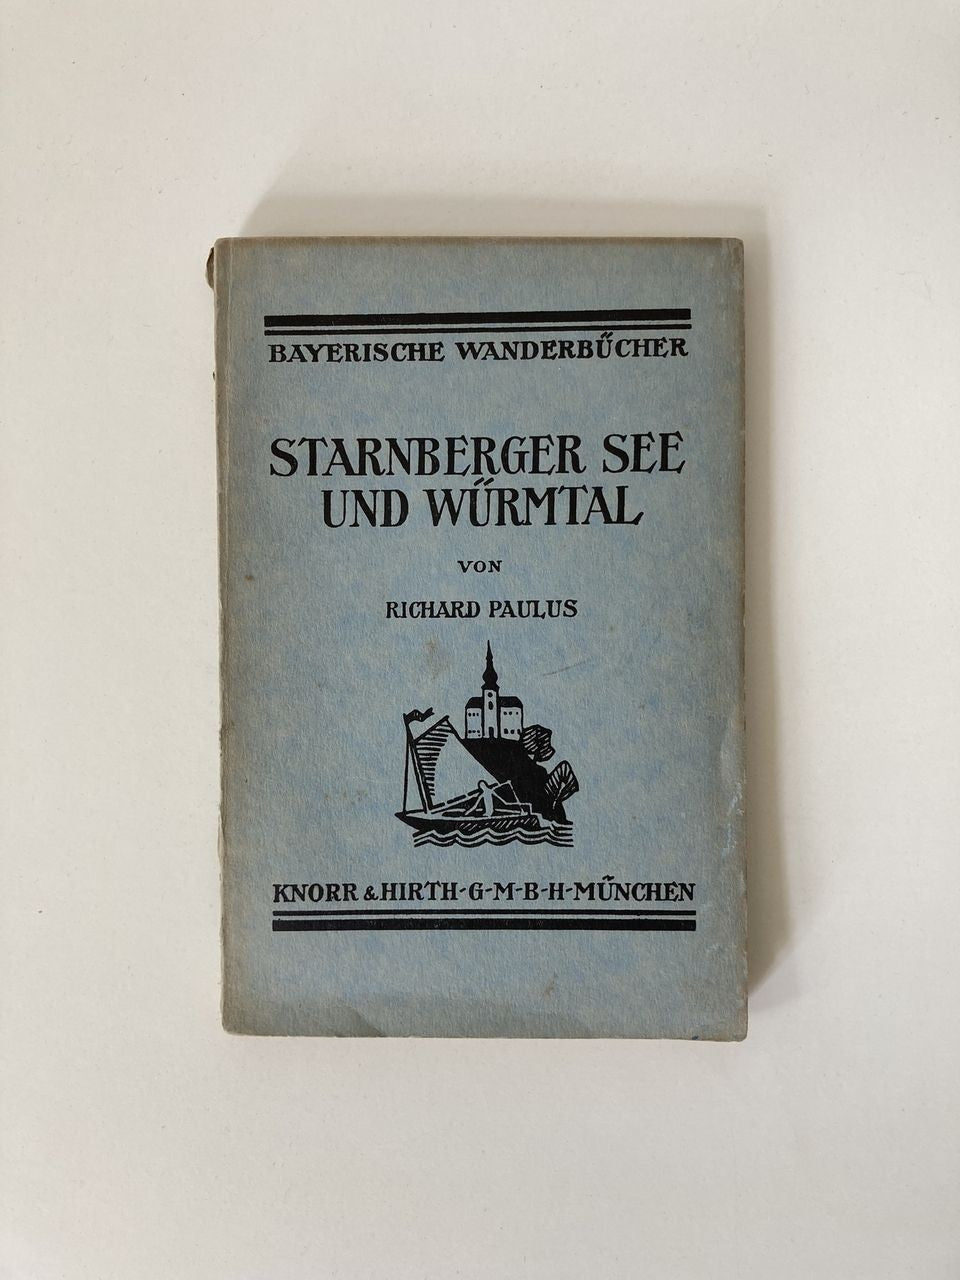 BAYERISCHE WANDERBÜCHER
STARNBERGER SEE
UND WÜRMTAL
VON
RICHARD PAULUS
KNORR & HIRTH-G-M-B-H-MÜNCHEN